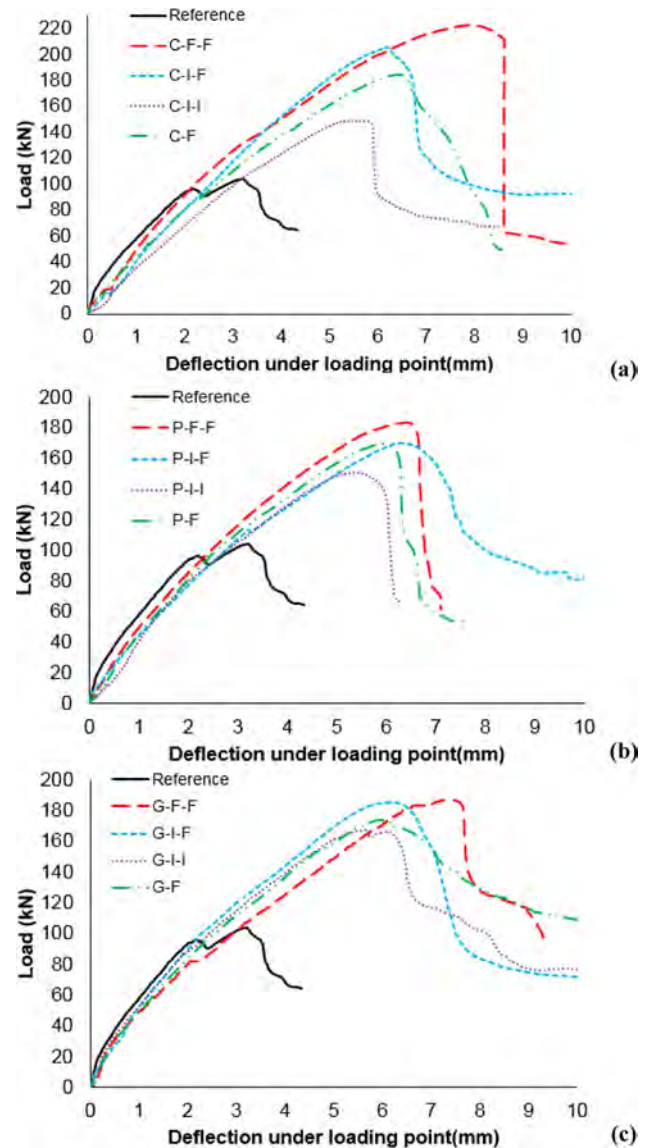 220
200
180
160
140
120
100
80
60
40
20
0
Load (kN)
Reference
C-F-F
C-I-F
C-I-I
C-F
0 1 2 3 4 5 6 7 8 9 10
Deflection under loading point(mm)
(a)
200
180
160
140
120
100
80
60
40
20
0
Load (kN)
Reference
P-F-F
P-I-F
P-I-I
P-F
0 1 2 3 4 5 6 7 8 9 10
Deflection under loading point(mm)
(b)
200
180
160
140
120
100
80
60
40
20
0
Load (kN)
Reference
G-F-F
G-I-F
G-I-I
G-F
0 1 2 3 4 5 6 7 8 9 10
Deflection under loading point(mm)
(c)